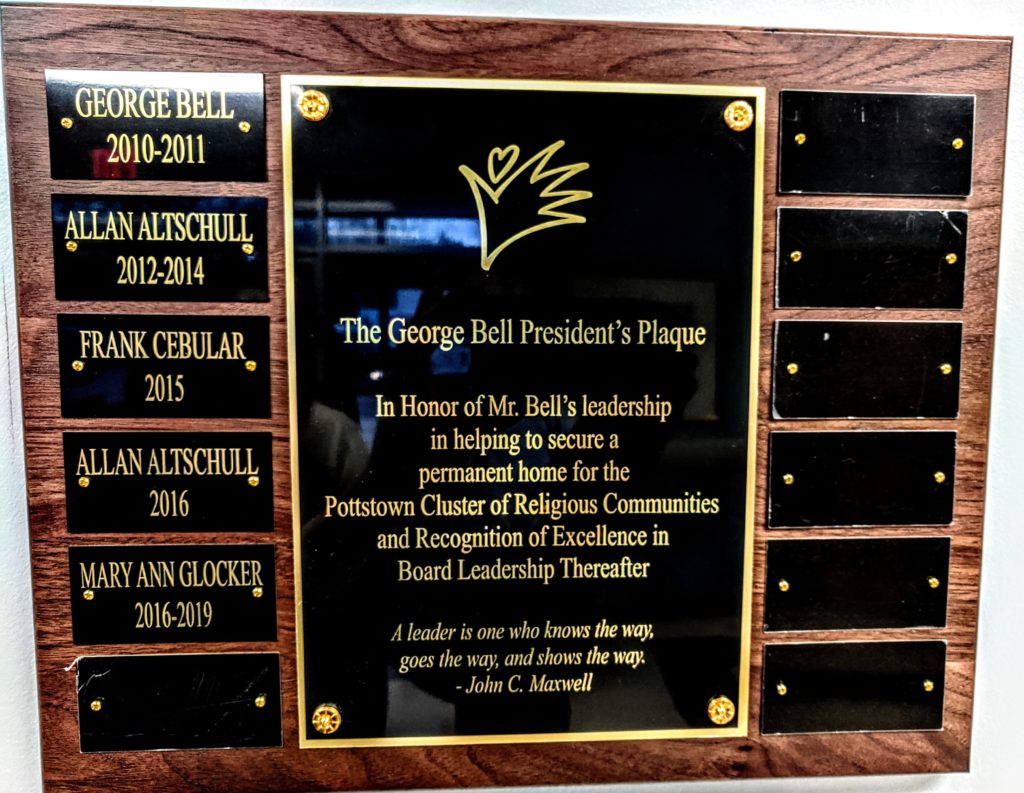 GEORGE BELL
2010-2011
ALLAN ALTSCHULL
2012-2014
FRANK CEBULAR
2015
ALLAN ALTSCHULL
2016
MARY ANN GLOCKER
2016-2019
The George Bell President's Plaque
In Honor of Mr. Bell's leadership
in helping to secure a
permanent home for the
Pottstown Cluster of Religious Communities
and Recognition of Excellence in
Board Leadership Thereafter
A leader is one who knows the way,
goes the way, and shows the way.
- John C. Maxwell